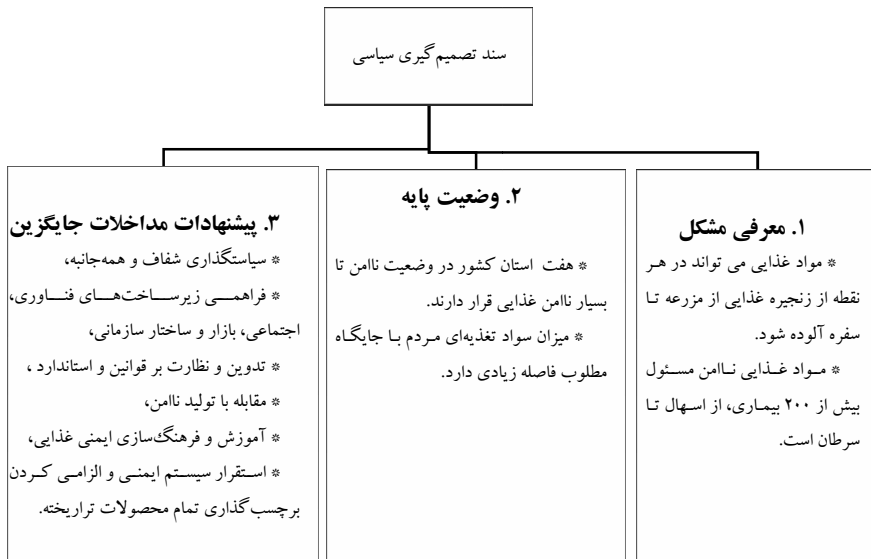 سند تصمیم‌گیری سیاسی
۱. معرفی مشکل
* مواد غذایی می تواند در هر
نقطه از زنجیره غذایی از مزرعه تا
سفره آلوده شود.
* مواد غذایی ناامن مسئول
بیش از ۲۰۰ بیماری، از اسهال تا
سرطان است.
۲. وضعیت پایه
* هفت استان کشور در وضعیت ناامن تا
بسیار ناامن غذایی قرار دارند.
* میزان سواد تغذیه‌ای مردم با جایگاه
مطلوب فاصله زیادی دارد.
۳. پیشنهادات مداخلات جایگزین
* سیاستگذاری شفاف و همه‌جانبه،
* فراهمی زیرساخت‌های فناوری،
اجتماعی، بازار و ساختار سازمانی،
* تدوین و نظارت بر قوانین و استاندارد ،
* مقابله با تولید ناامن،
* آموزش و فرهنگ‌سازی ایمنی غذایی،
* استقرار سیستم ایمنی و الزامی کردن
برچسب‌گذاری تمام محصولات تراریخته.